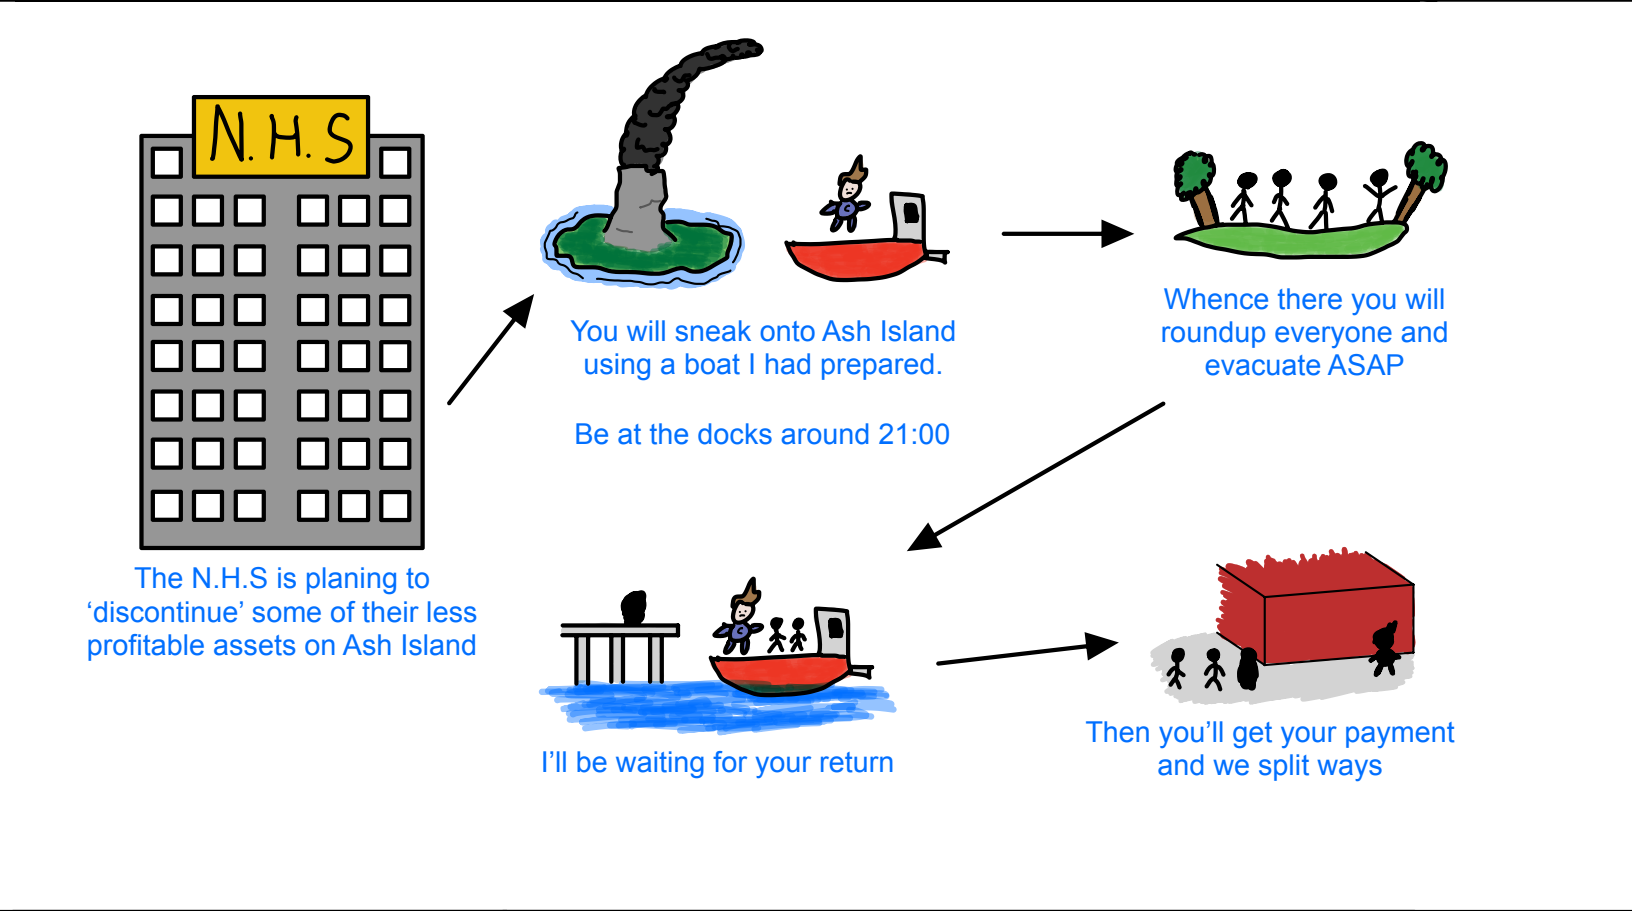 N.H.S
The N.H.S is planing to
‘discontinue’ some of their less
profitable assets on Ash Island
You will sneak onto Ash Island
using a boat I had prepared.
Be at the docks around 21:00
Whence there you will
roundup everyone and
evacuate ASAP
I’ll be waiting for your return
Then you’ll get your payment
and we split ways